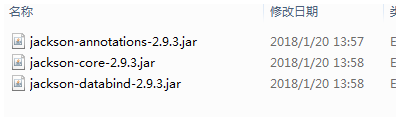 名称 修改日期 类
jackson-annotations-2.9.3.jar 2018/1/20 13:57 E
jackson-core-2.9.3.jar 2018/1/20 13:58 E
jackson-databind-2.9.3.jar 2018/1/20 13:58 E